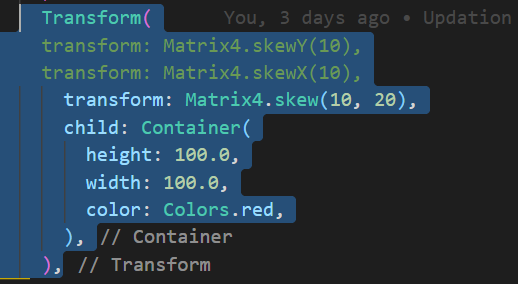 Transform( You, 3 days ago • Updation
transform: Matrix4.skewY(10),
transform: Matrix4.skewX(10),
transform: Matrix4.skew(10, 20),
child: Container(
height: 100.0,
width: 100.0,
color: Colors.red,
), // Container
), // Transform